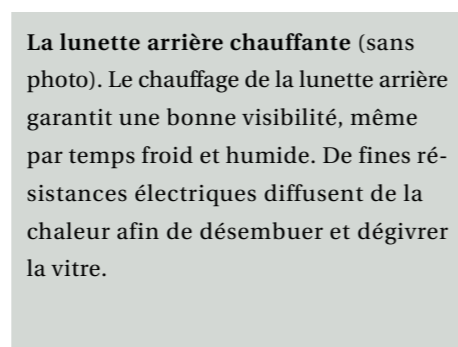 La lunette arrière chauffante (sans
photo). Le chauffage de la lunette arrière
garantit une bonne visibilité, même
par temps froid et humide. De fines ré-
sistances électriques diffusent de la
chaleur afin de désembuer et dégivrer
la vitre.